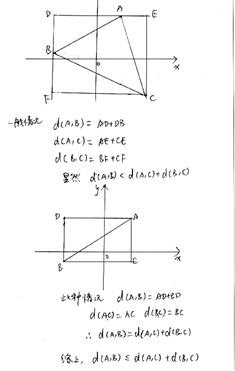 D A E
B
o x
F C
一般情况 d(A,B) = AD+DB
d(A,C) = AE+CE
d(B,C) = BF+CF
显然 d(A,B) < d(A,C)+d(B,C)
y
D A
o x
B C
此种情况 d(A,B) = AD+BD
d(A,C) = AC d(B,C) = BC
∴ d(A,B) = d(A,C)+d(B,C)
综上, d(A,B) ≤ d(A,C)+d(B,C)